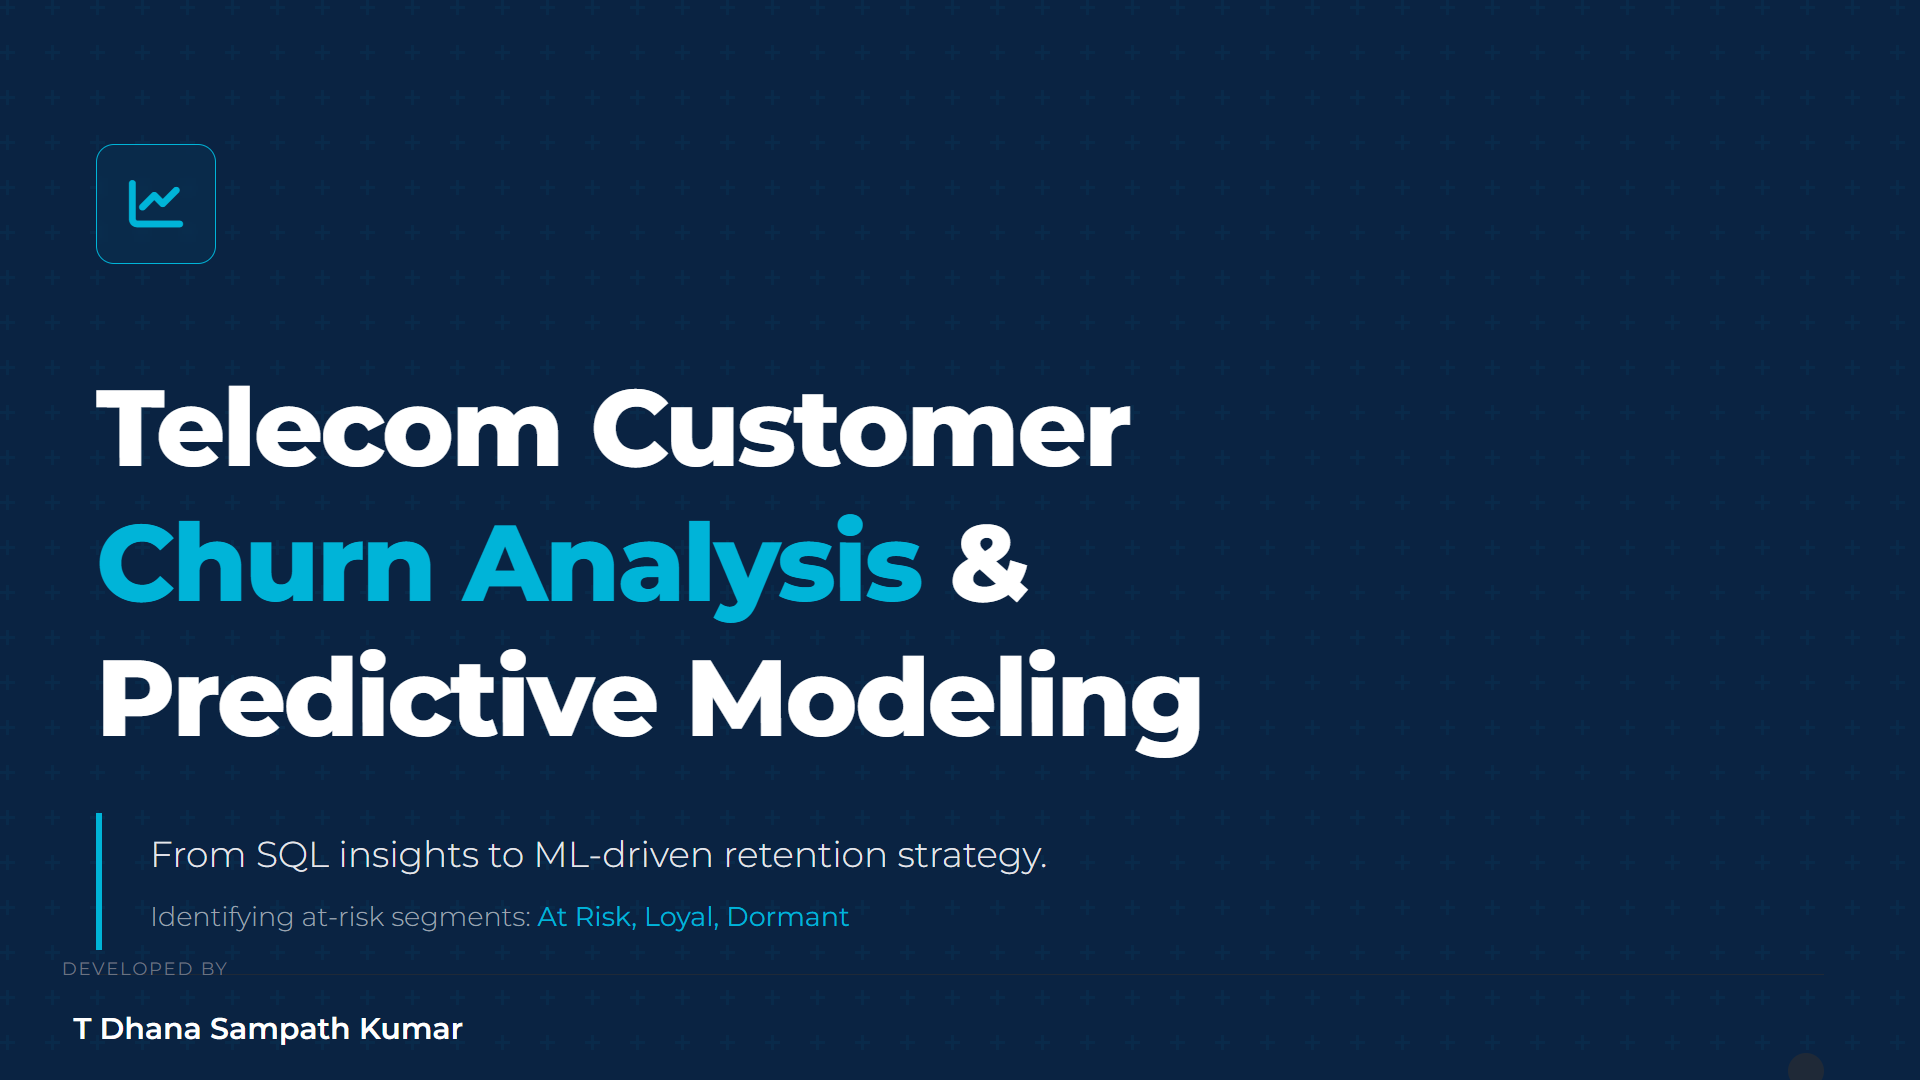 Telecom Customer
Churn Analysis &
Predictive Modeling
From SQL insights to ML-driven retention strategy.
Identifying at-risk segments: At Risk, Loyal, Dormant
DEVELOPED BY
T Dhana Sampath Kumar